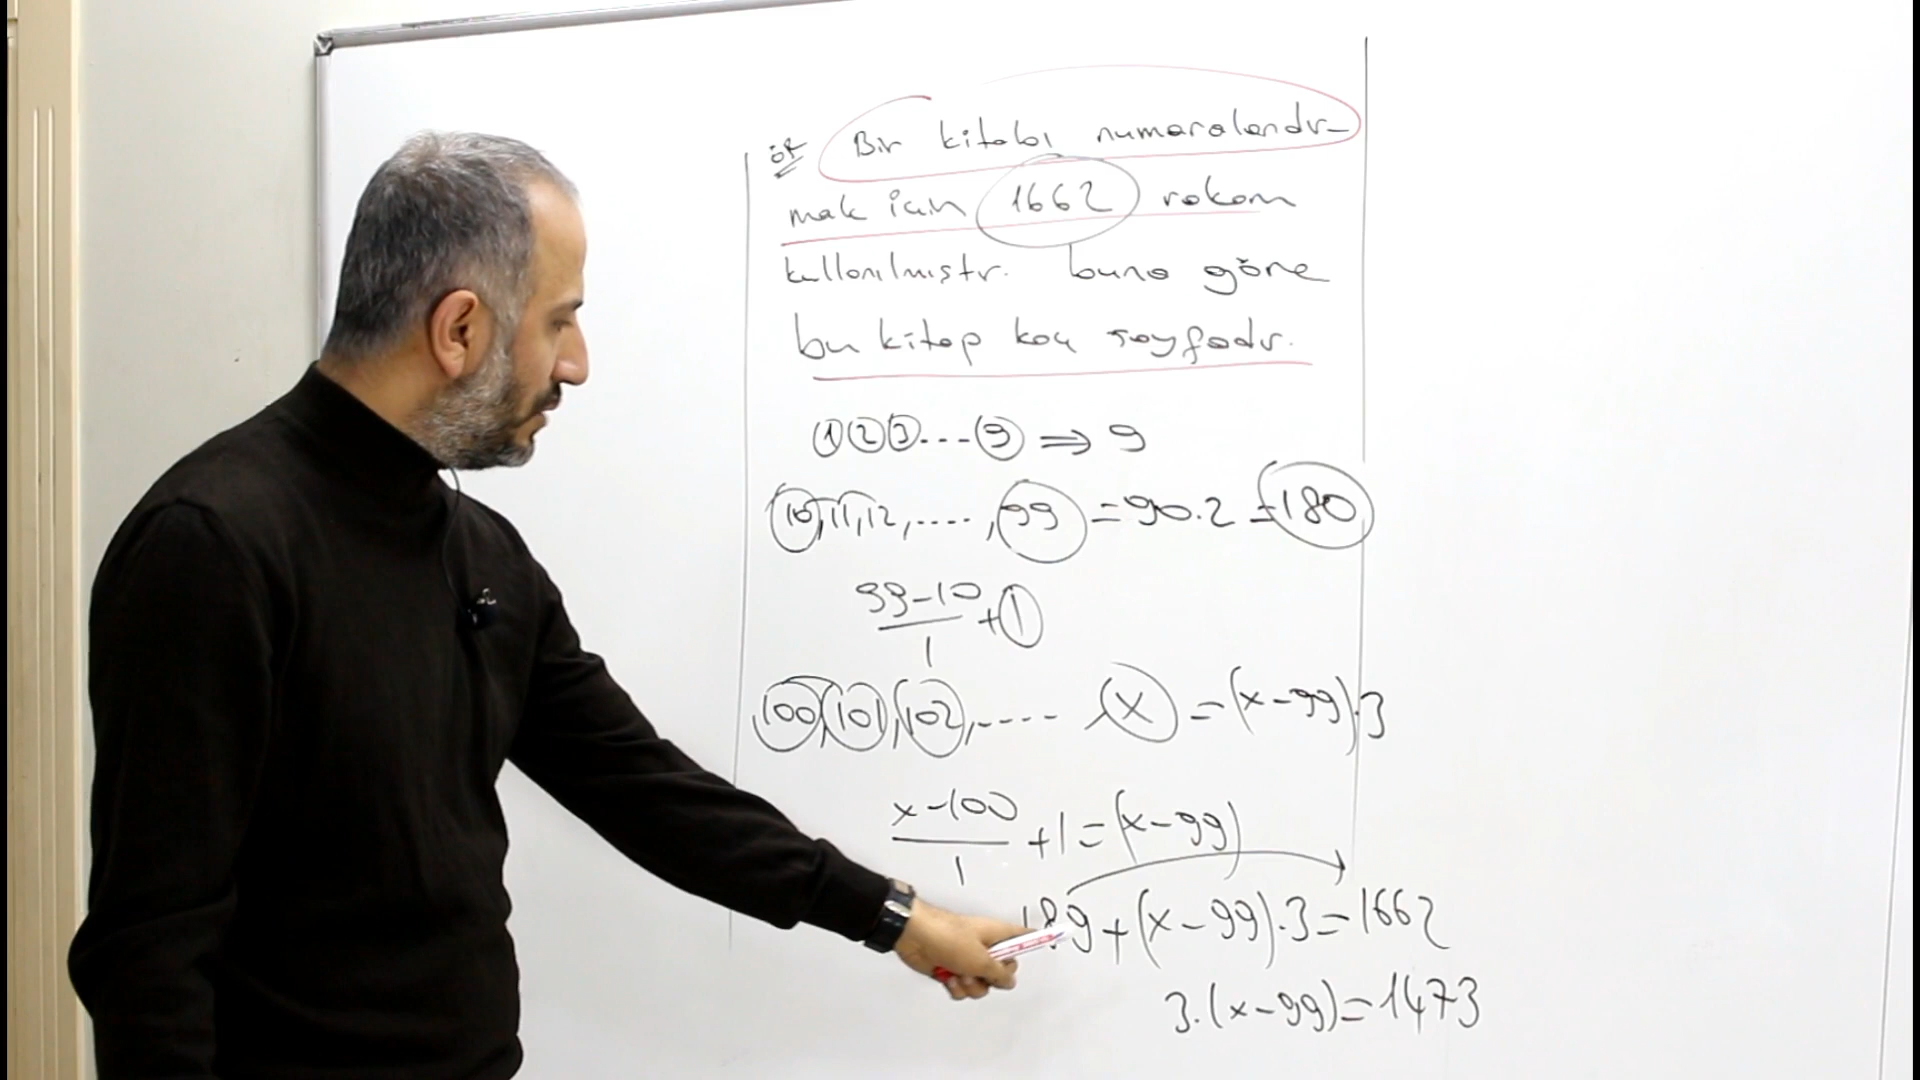 ör Bir kitabı numaralandır-
mak için 1662 rakam
kullanılmıştır. buna göre
bu kitap kaç sayfadır.
1 2 3 .... 9 ⇒ 9
10, 11, 12, ...., 99 = 90.2 = 180
99-10/1 + 1
100, 101, 102, ---- , x = (x-99).3
x-100/1 + 1 = (x-99)
189 + (x-99).3 = 1662
3.(x-99) = 1473